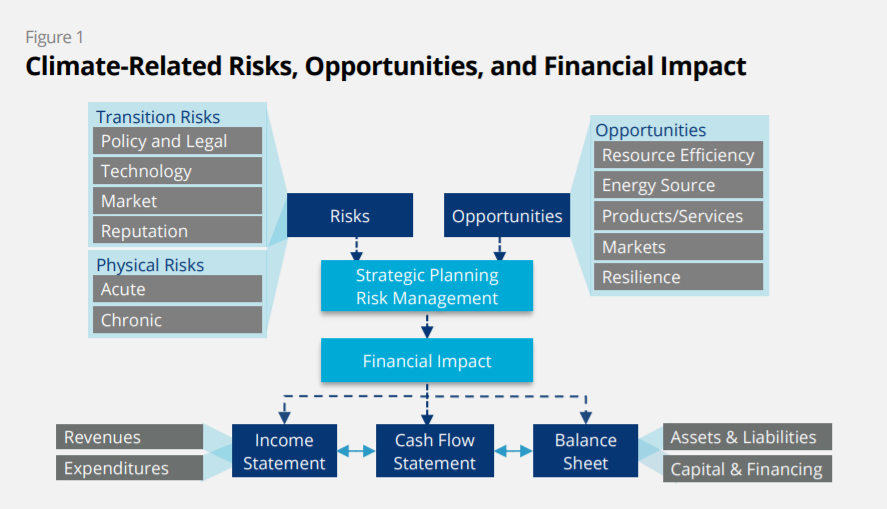 Figure 1
Climate-Related Risks, Opportunities, and Financial Impact
Transition Risks
Policy and Legal
Technology
Market
Reputation
Physical Risks
Acute
Chronic
Risks
Opportunities
Opportunities
Resource Efficiency
Energy Source
Products/Services
Markets
Resilience
Strategic Planning
Risk Management
Financial Impact
Revenues
Expenditures
Income
Statement
Cash Flow
Statement
Balance
Sheet
Assets & Liabilities
Capital & Financing